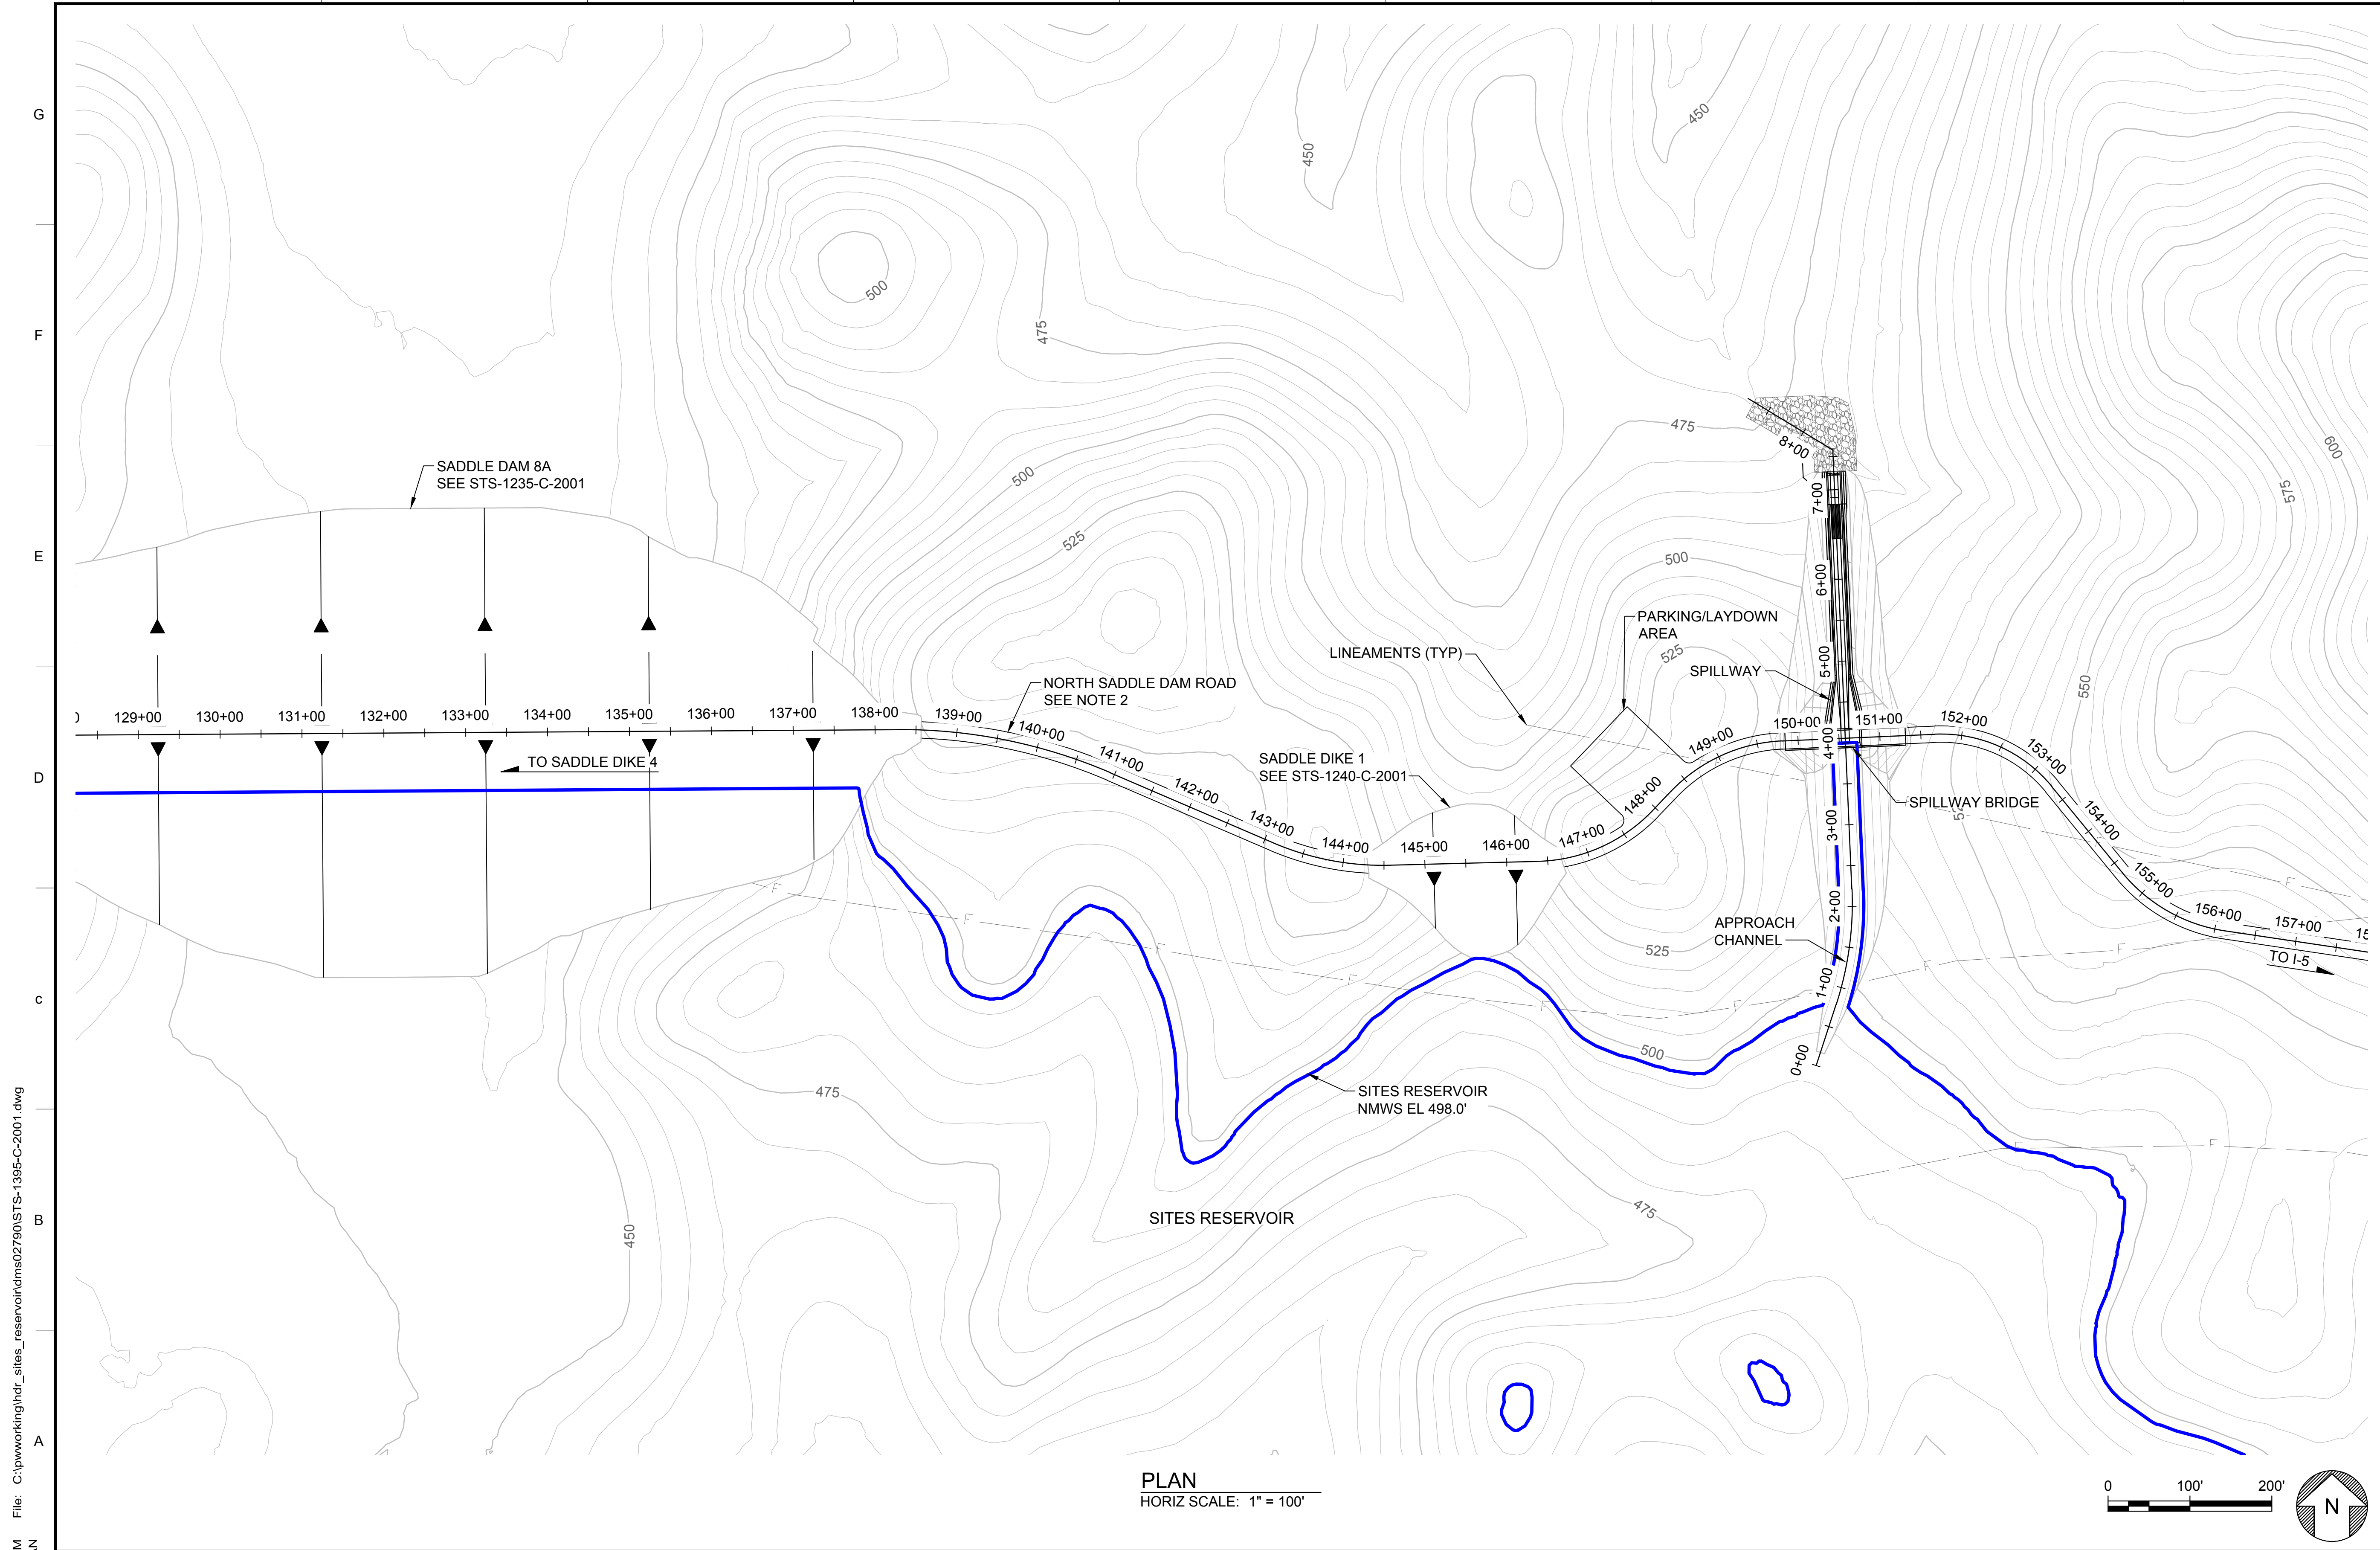 G
450
450
F
500
475
600
E
SADDLE DAM 8A
SEE STS-1235-C-2001
500
525
475
8+00
7+00
575
500
6+00
PARKING/LAYDOWN
AREA
LINEAMENTS (TYP)
525
SPILLWAY
5+00
550
NORTH SADDLE DAM ROAD
SEE NOTE 2
129+00
130+00
131+00
132+00
133+00
134+00
135+00
136+00
137+00
138+00
139+00
140+00
141+00
142+00
143+00
144+00
145+00
146+00
147+00
148+00
149+00
150+00
151+00
152+00
153+00
154+00
155+00
156+00
157+00
D
TO SADDLE DIKE 4
SADDLE DIKE 1
SEE STS-1240-C-2001
4+00
SPILLWAY BRIDGE
3+00
2+00
APPROACH
CHANNEL
1+00
0+00
525
TO I-5
F
F
F
F
F
F
F
F
F
F
F
F
c
500
SITES RESERVOIR
NMWS EL 498.0'
475
475
450
B
SITES RESERVOIR
A
PLAN
HORIZ SCALE: 1" = 100'
0 100' 200'
N
File: C:\pwworking\hdr_sites_reservoir\dms02790\STS-1395-C-2001.dwg